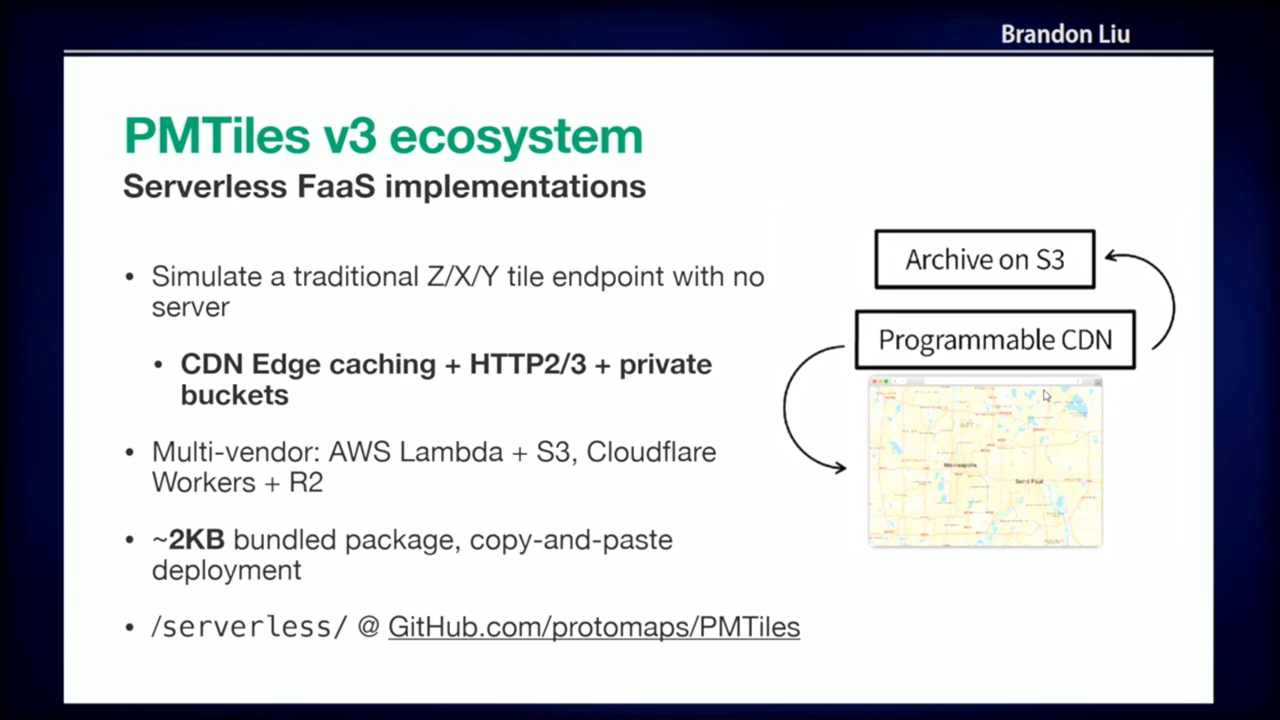 Brandon Liu
PMTiles v3 ecosystem
Serverless FaaS implementations
• Simulate a traditional Z/X/Y tile endpoint with no
server
• CDN Edge caching + HTTP2/3 + private
buckets
• Multi-vendor: AWS Lambda + S3, Cloudflare
Workers + R2
• ~2KB bundled package, copy-and-paste
deployment
• /serverless/ @ GitHub.com/protomaps/PMTiles
Archive on S3
Programmable CDN
Minneapolis
Saint Paul